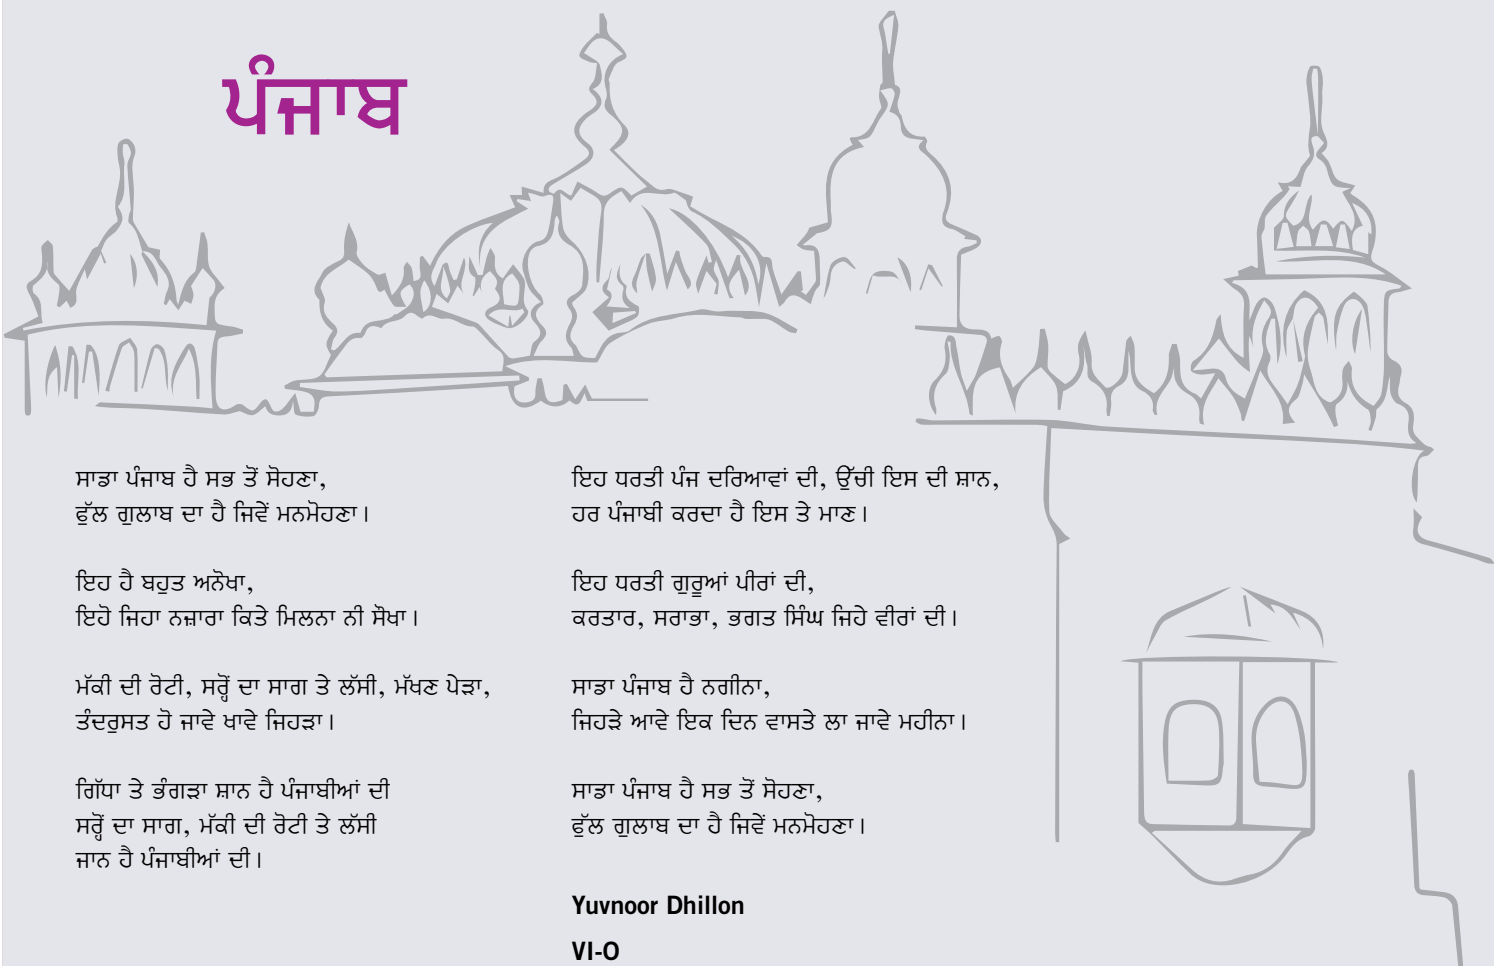 ਪੰਜਾਬ
ਸਾਡਾ ਪੰਜਾਬ ਹੈ ਸਭ ਤੋਂ ਸੋਹਣਾ,
ਫੁੱਲ ਗੁਲਾਬ ਦਾ ਹੈ ਜਿਵੇਂ ਮਨਮੋਹਣਾ।
ਇਹ ਹੈ ਬਹੁਤ ਅਨੋਖਾ,
ਇਹੋ ਜਿਹਾ ਨਜ਼ਾਰਾ ਕਿਤੇ ਮਿਲਨਾ ਨੀ ਸੌਖਾ।
ਮੱਕੀ ਦੀ ਰੋਟੀ, ਸਰ੍ਹੋਂ ਦਾ ਸਾਗ ਤੇ ਲੱਸੀ, ਮੱਖਣ ਪੇੜਾ,
ਤੰਦਰੁਸਤ ਹੋ ਜਾਵੇ ਖਾਵੇ ਜਿਹੜਾ।
ਗਿੱਧਾ ਤੇ ਭੰਗੜਾ ਸ਼ਾਨ ਹੈ ਪੰਜਾਬੀਆਂ ਦੀ
ਸਰ੍ਹੋਂ ਦਾ ਸਾਗ, ਮੱਕੀ ਦੀ ਰੋਟੀ ਤੇ ਲੱਸੀ
ਜਾਨ ਹੈ ਪੰਜਾਬੀਆਂ ਦੀ।
ਇਹ ਧਰਤੀ ਪੰਜ ਦਰਿਆਵਾਂ ਦੀ, ਉੱਚੀ ਇਸ ਦੀ ਸ਼ਾਨ,
ਹਰ ਪੰਜਾਬੀ ਕਰਦਾ ਹੈ ਇਸ ਤੇ ਮਾਣ।
ਇਹ ਧਰਤੀ ਗੁਰੂਆਂ ਪੀਰਾਂ ਦੀ,
ਕਰਤਾਰ, ਸਰਾਭਾ, ਭਗਤ ਸਿੰਘ ਜਿਹੇ ਵੀਰਾਂ ਦੀ।
ਸਾਡਾ ਪੰਜਾਬ ਹੈ ਨਗੀਨਾ,
ਜਿਹੜੇ ਆਵੇ ਇਕ ਦਿਨ ਵਾਸਤੇ ਲਾ ਜਾਵੇ ਮਹੀਨਾ।
ਸਾਡਾ ਪੰਜਾਬ ਹੈ ਸਭ ਤੋਂ ਸੋਹਣਾ,
ਫੁੱਲ ਗੁਲਾਬ ਦਾ ਹੈ ਜਿਵੇਂ ਮਨਮੋਹਣਾ।
Yuvnoor Dhillon
VI-O